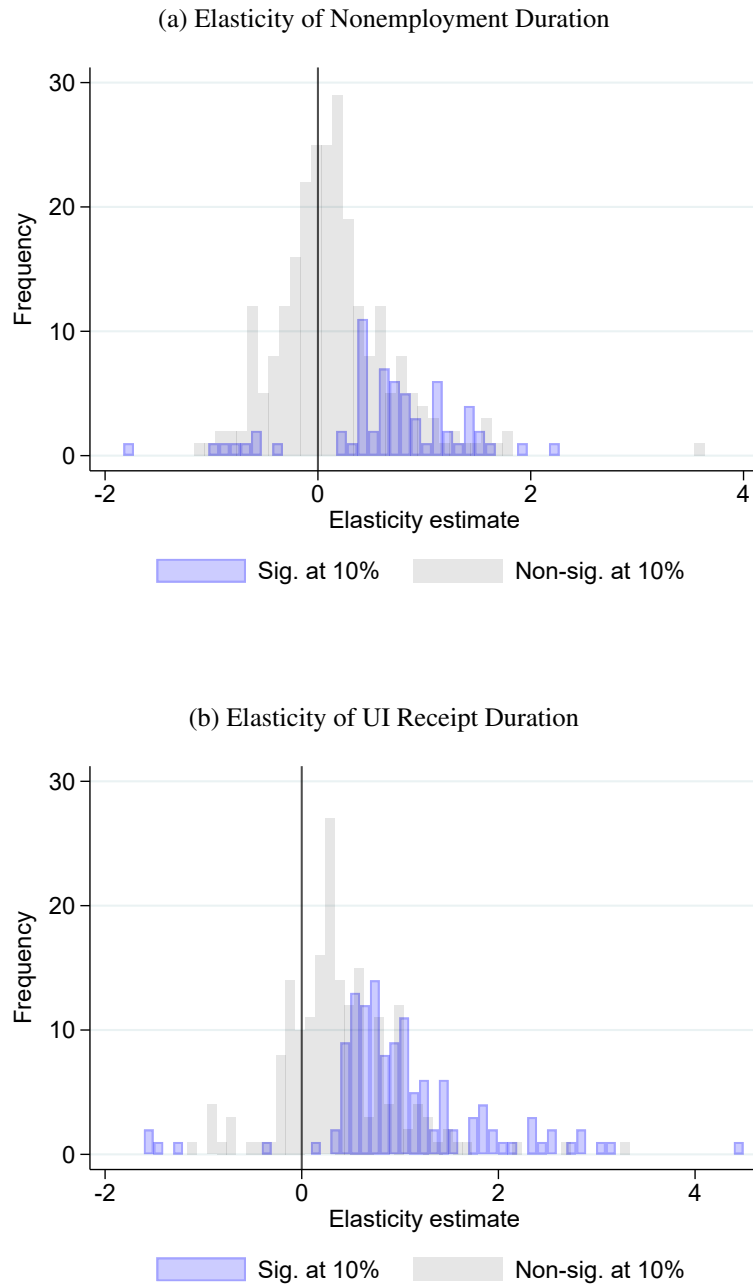 (a) Elasticity of Nonemployment Duration
30
20
10
0
Frequency
-2 0 2 4
Elasticity estimate
Sig. at 10% Non-sig. at 10%
(b) Elasticity of UI Receipt Duration
30
20
10
0
Frequency
-2 0 2 4
Elasticity estimate
Sig. at 10% Non-sig. at 10%